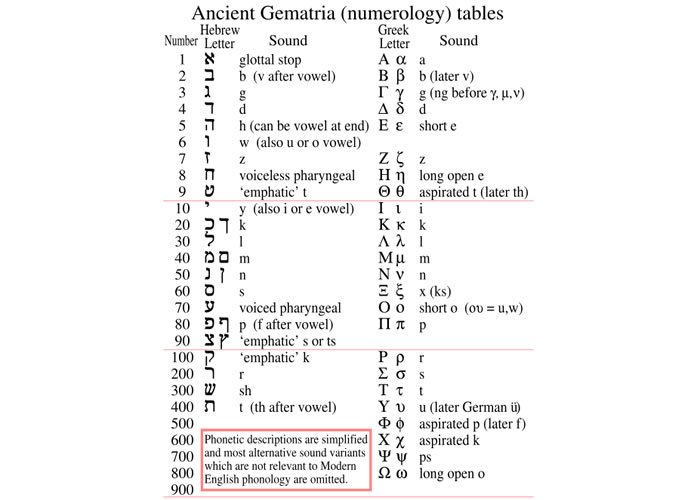 Ancient Gematria (numerology) tables
Hebrew Greek
Number Letter Sound Letter Sound
1 א glottal stop Α α a
2 ב b (v after vowel) Β β b (later v)
3 ג g Γ γ g (ng before γ, μ, ν)
4 ד d Δ δ d
5 ה h (can be vowel at end) Ε ε short e
6 ו w (also u or o vowel)
7 ז z Ζ ζ z
8 ח voiceless pharyngeal Η η long open e
9 ט ‘emphatic’ t Θ θ aspirated t (later th)
10 י y (also i or e vowel) Ι ι i
20 כ ך k Κ κ k
30 ל l Λ λ l
40 מ ם m Μ μ m
50 נ ן n Ν ν n
60 ס s Ξ ξ x (ks)
70 ע voiced pharyngeal Ο ο short o (ου = u,w)
80 פ ף p (f after vowel) Π π p
90 צ ץ ‘emphatic’ s or ts
100 ק ‘emphatic’ k Ρ ρ r
200 ר r Σ σ s
300 ש sh Τ τ t
400 ת t (th after vowel) Υ υ u (later German ü)
500 Φ ϕ aspirated p (later f)
600 Χ χ aspirated k
700 Ψ ψ ps
800 Ω ω long open o
900
Phonetic descriptions are simplified
and most alternative sound variants
which are not relevant to Modern
English phonology are omitted.